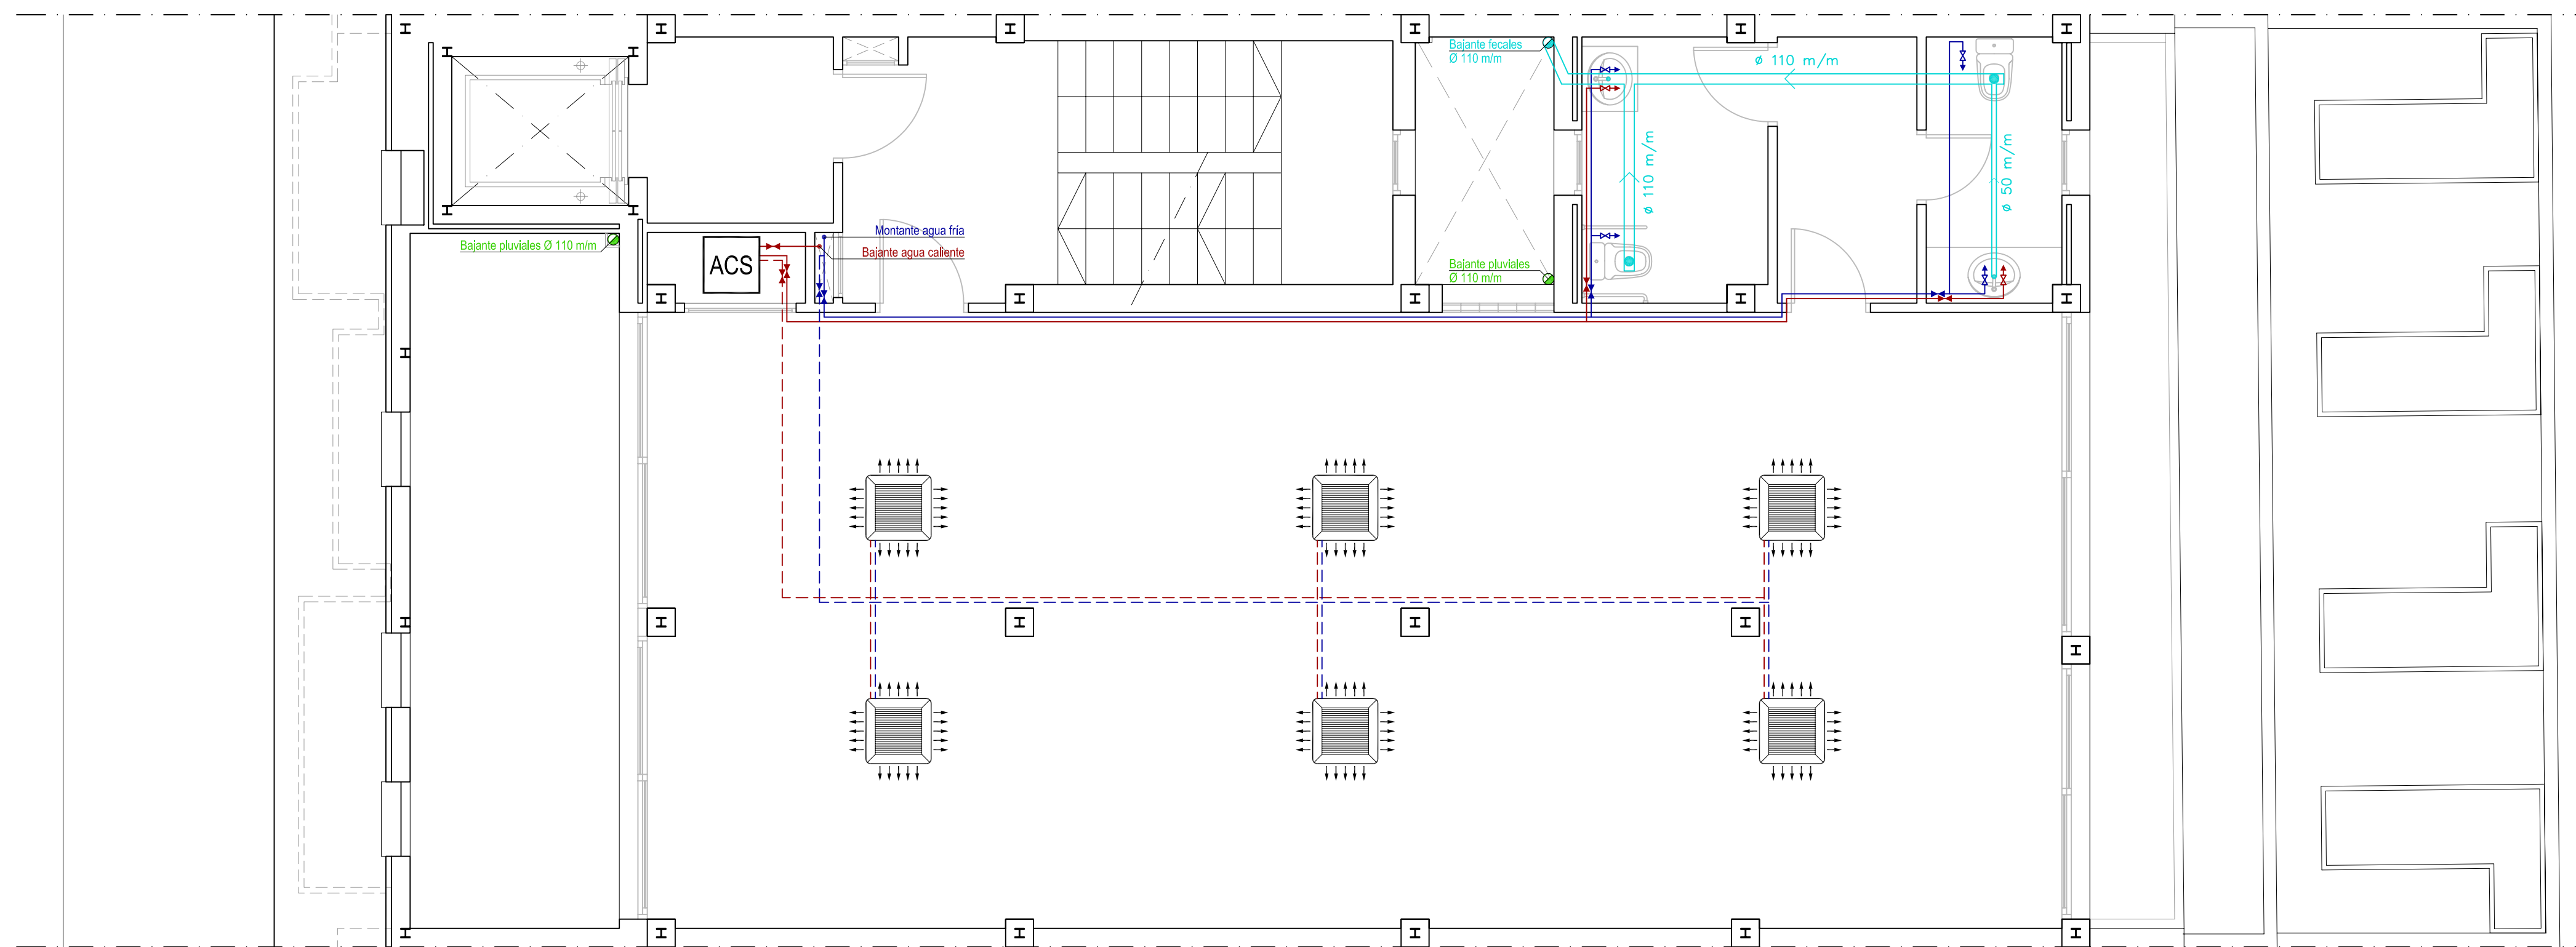 Bajante fecales
Ø 110 m/m
ø 110 m/m
ø 110 m/m
ø 50 m/m
Montante agua fría
Bajante pluviales Ø 110 m/m
Bajante agua caliente
ACS
Bajante pluviales
Ø 110 m/m